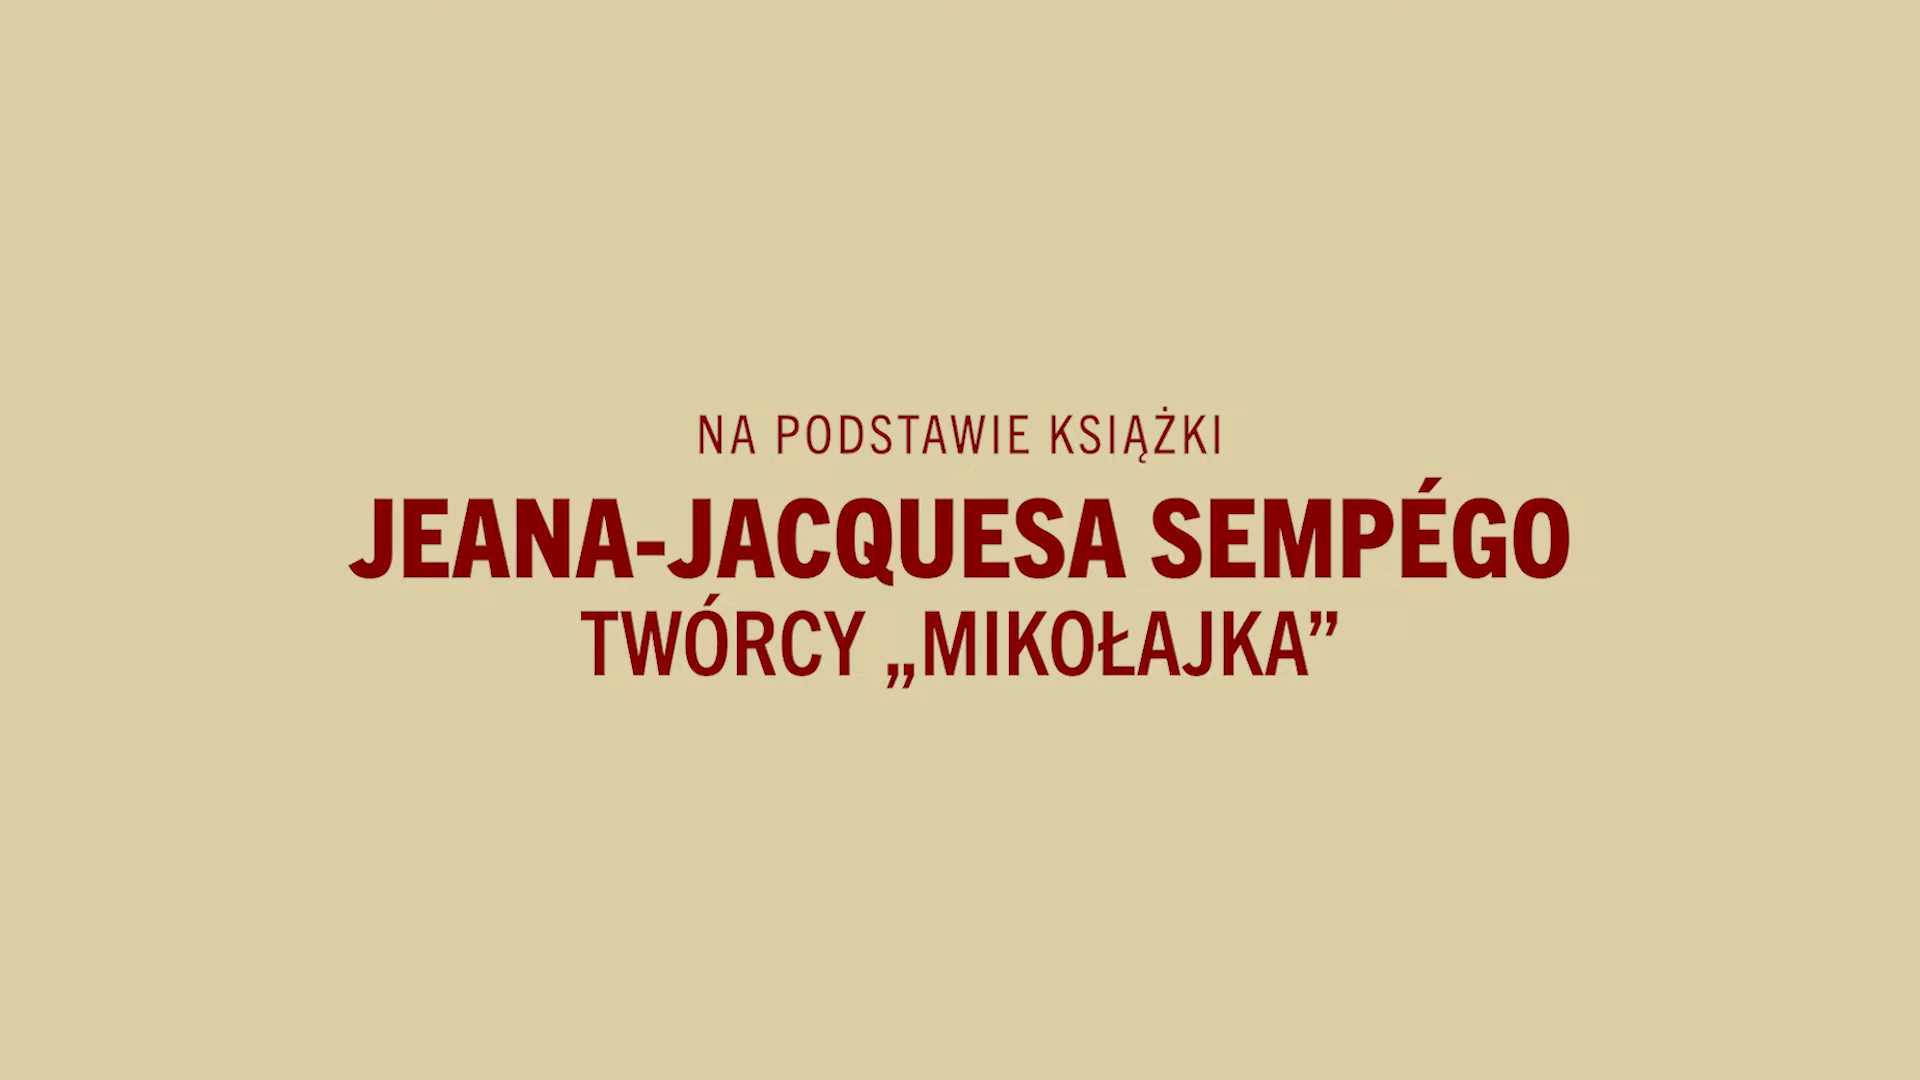 NA PODSTAWIE KSIĄŻKI
JEANA-JACQUESA SEMPÉGO
TWÓRCY „MIKOŁAJKA”